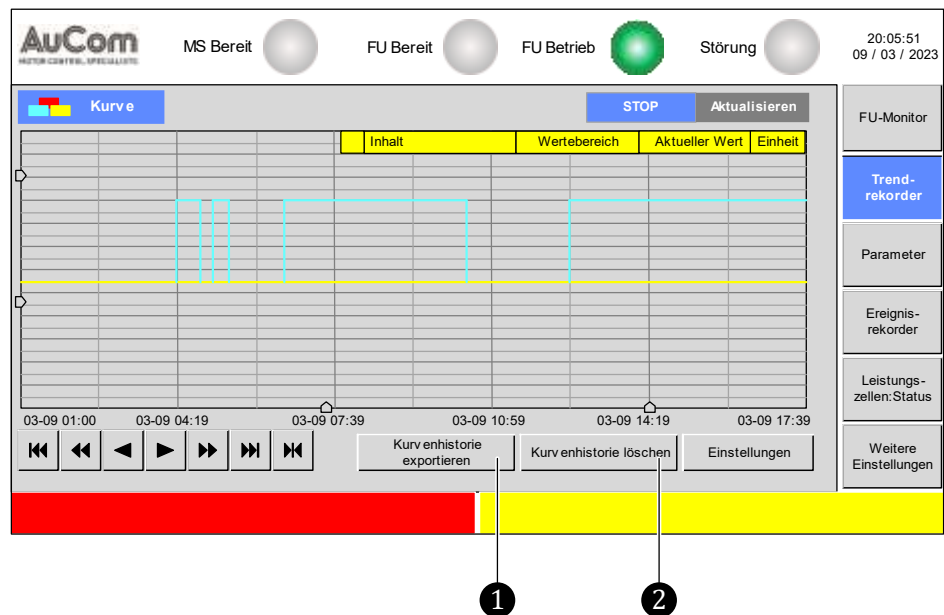 AuCom
MOTOR CONTROL SPECIALISTS
MS Bereit
FU Bereit
FU Betrieb
Störung
20:05:51
09 / 03 / 2023
Kurve
STOP
Aktualisieren
Inhalt
Wertebereich
Aktueller Wert
Einheit
03-09 01:00
03-09 04:19
03-09 07:39
03-09 10:59
03-09 14:19
03-09 17:39
Kurvenhistorie
exportieren
Kurvenhistorie löschen
Einstellungen
FU-Monitor
Trend-
rekorder
Parameter
Ereignis-
rekorder
Leistungs-
zellen:Status
Weitere
Einstellungen
1
2